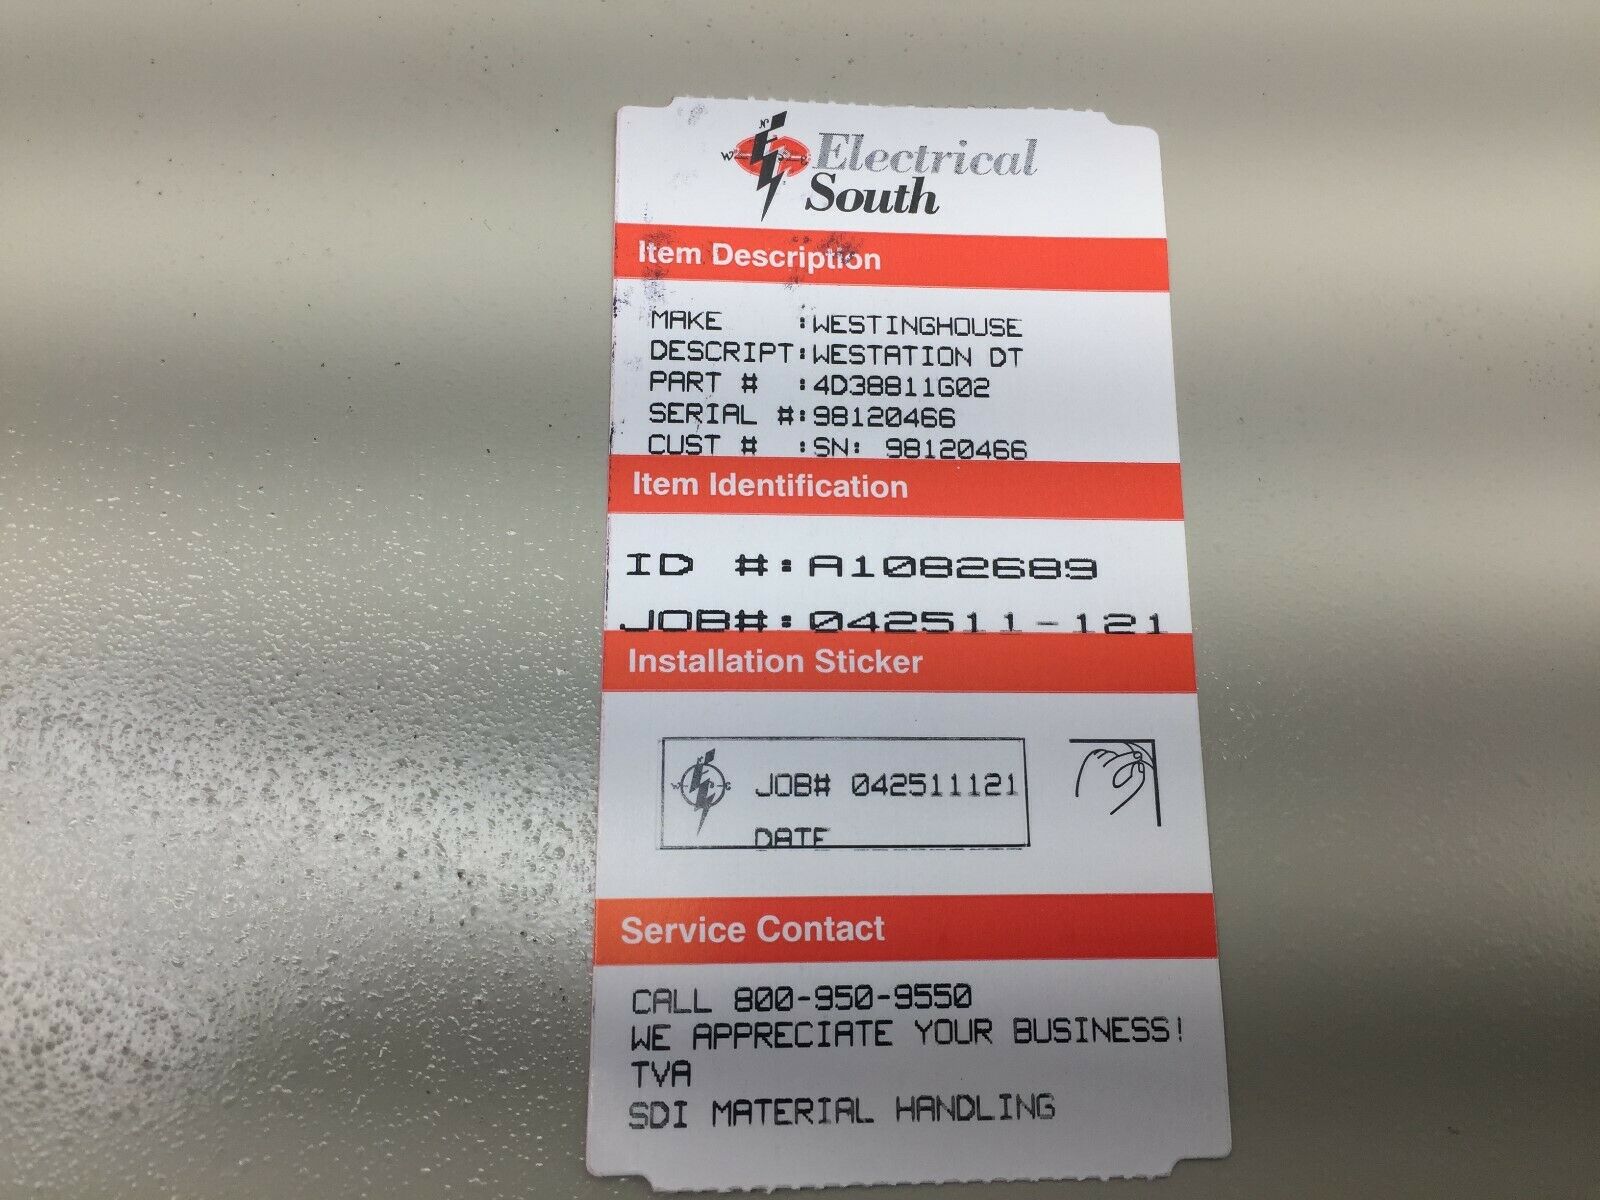 Electrical
South
Item Description
MAKE :WESTINGHOUSE
DESCRIPT:WESTATION DT
PART # :4D38811G02
SERIAL #:98120466
CUST # :SN: 98120466
Item Identification
ID #:A1082689
JOB#:042511-121
Installation Sticker
JOB# 042511121
DATE
Service Contact
CALL 800-950-9550
WE APPRECIATE YOUR BUSINESS!
TVA
SDI MATERIAL HANDLING